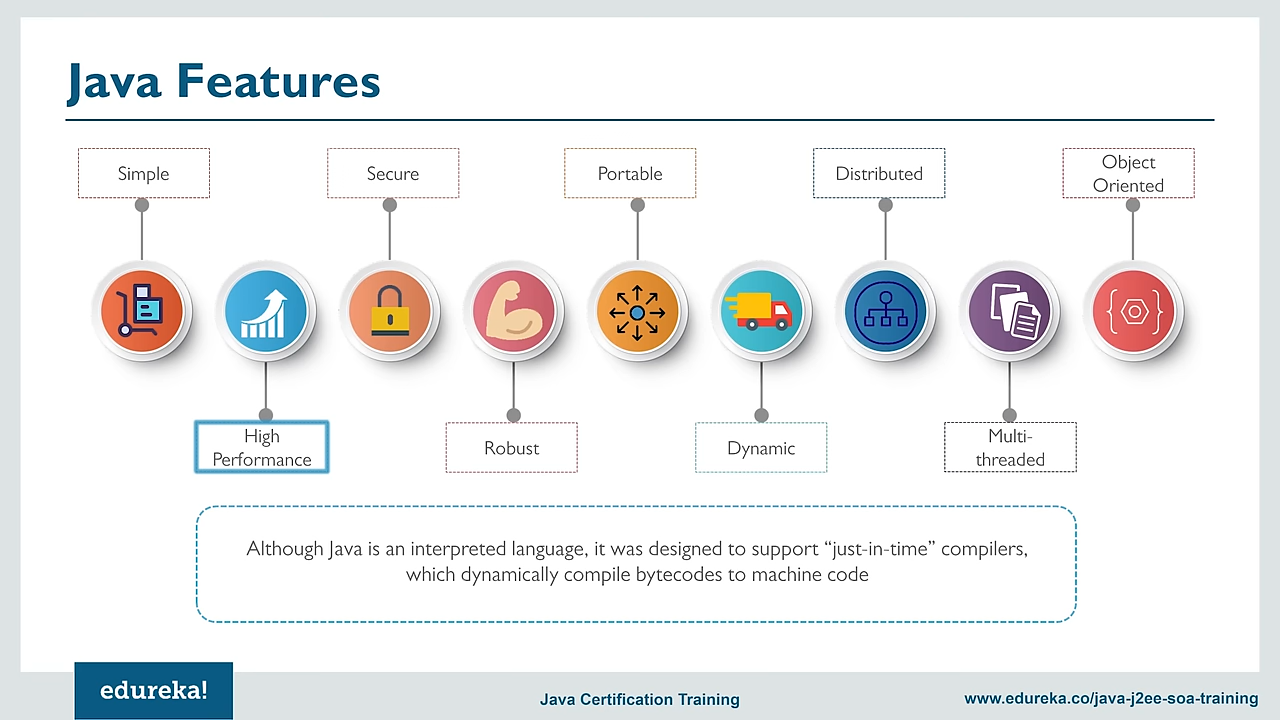 Java Features
Simple
Secure
Portable
Distributed
Object
Oriented
High
Performance
Robust
Dynamic
Multi-
threaded
Although Java is an interpreted language, it was designed to support “just-in-time” compilers,
which dynamically compile bytecodes to machine code
edureka!
Java Certification Training
www.edureka.co/java-j2ee-soa-training